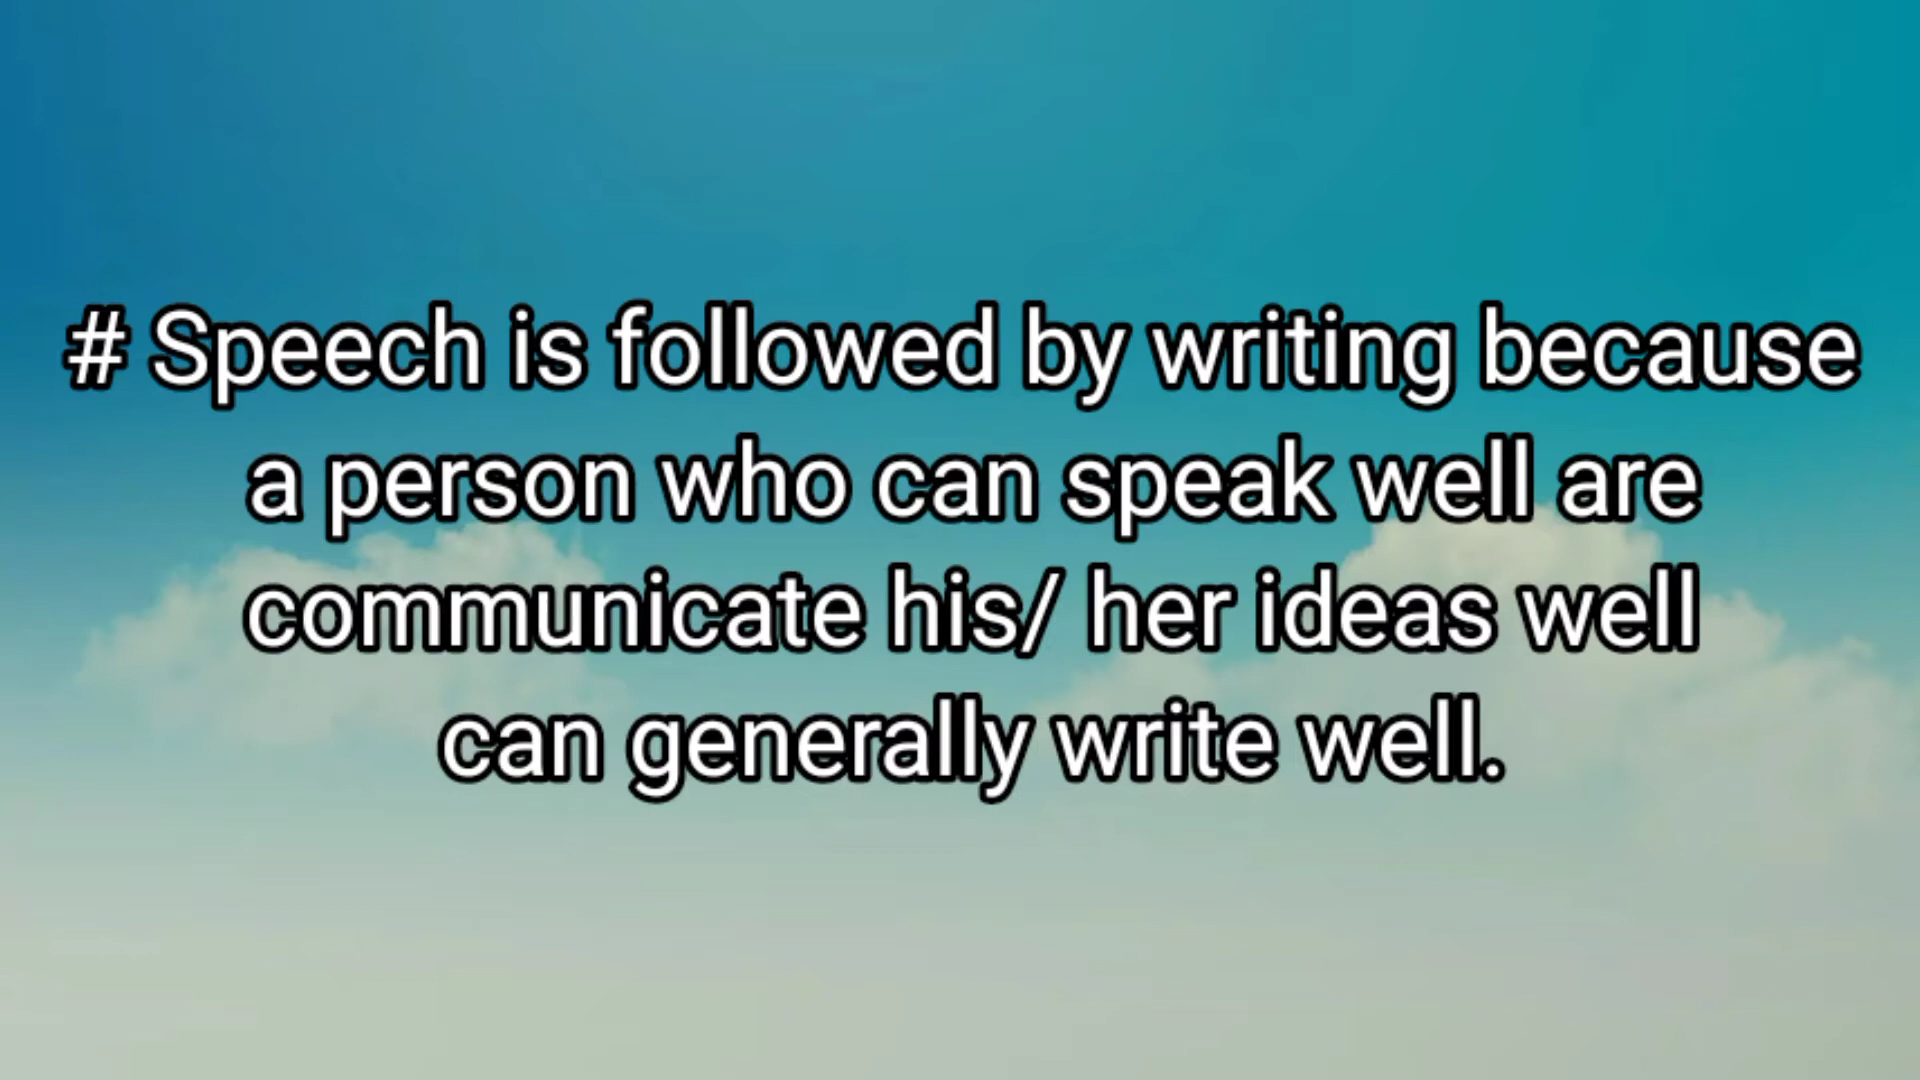 # Speech is followed by writing because
a person who can speak well are
communicate his/ her ideas well
can generally write well.